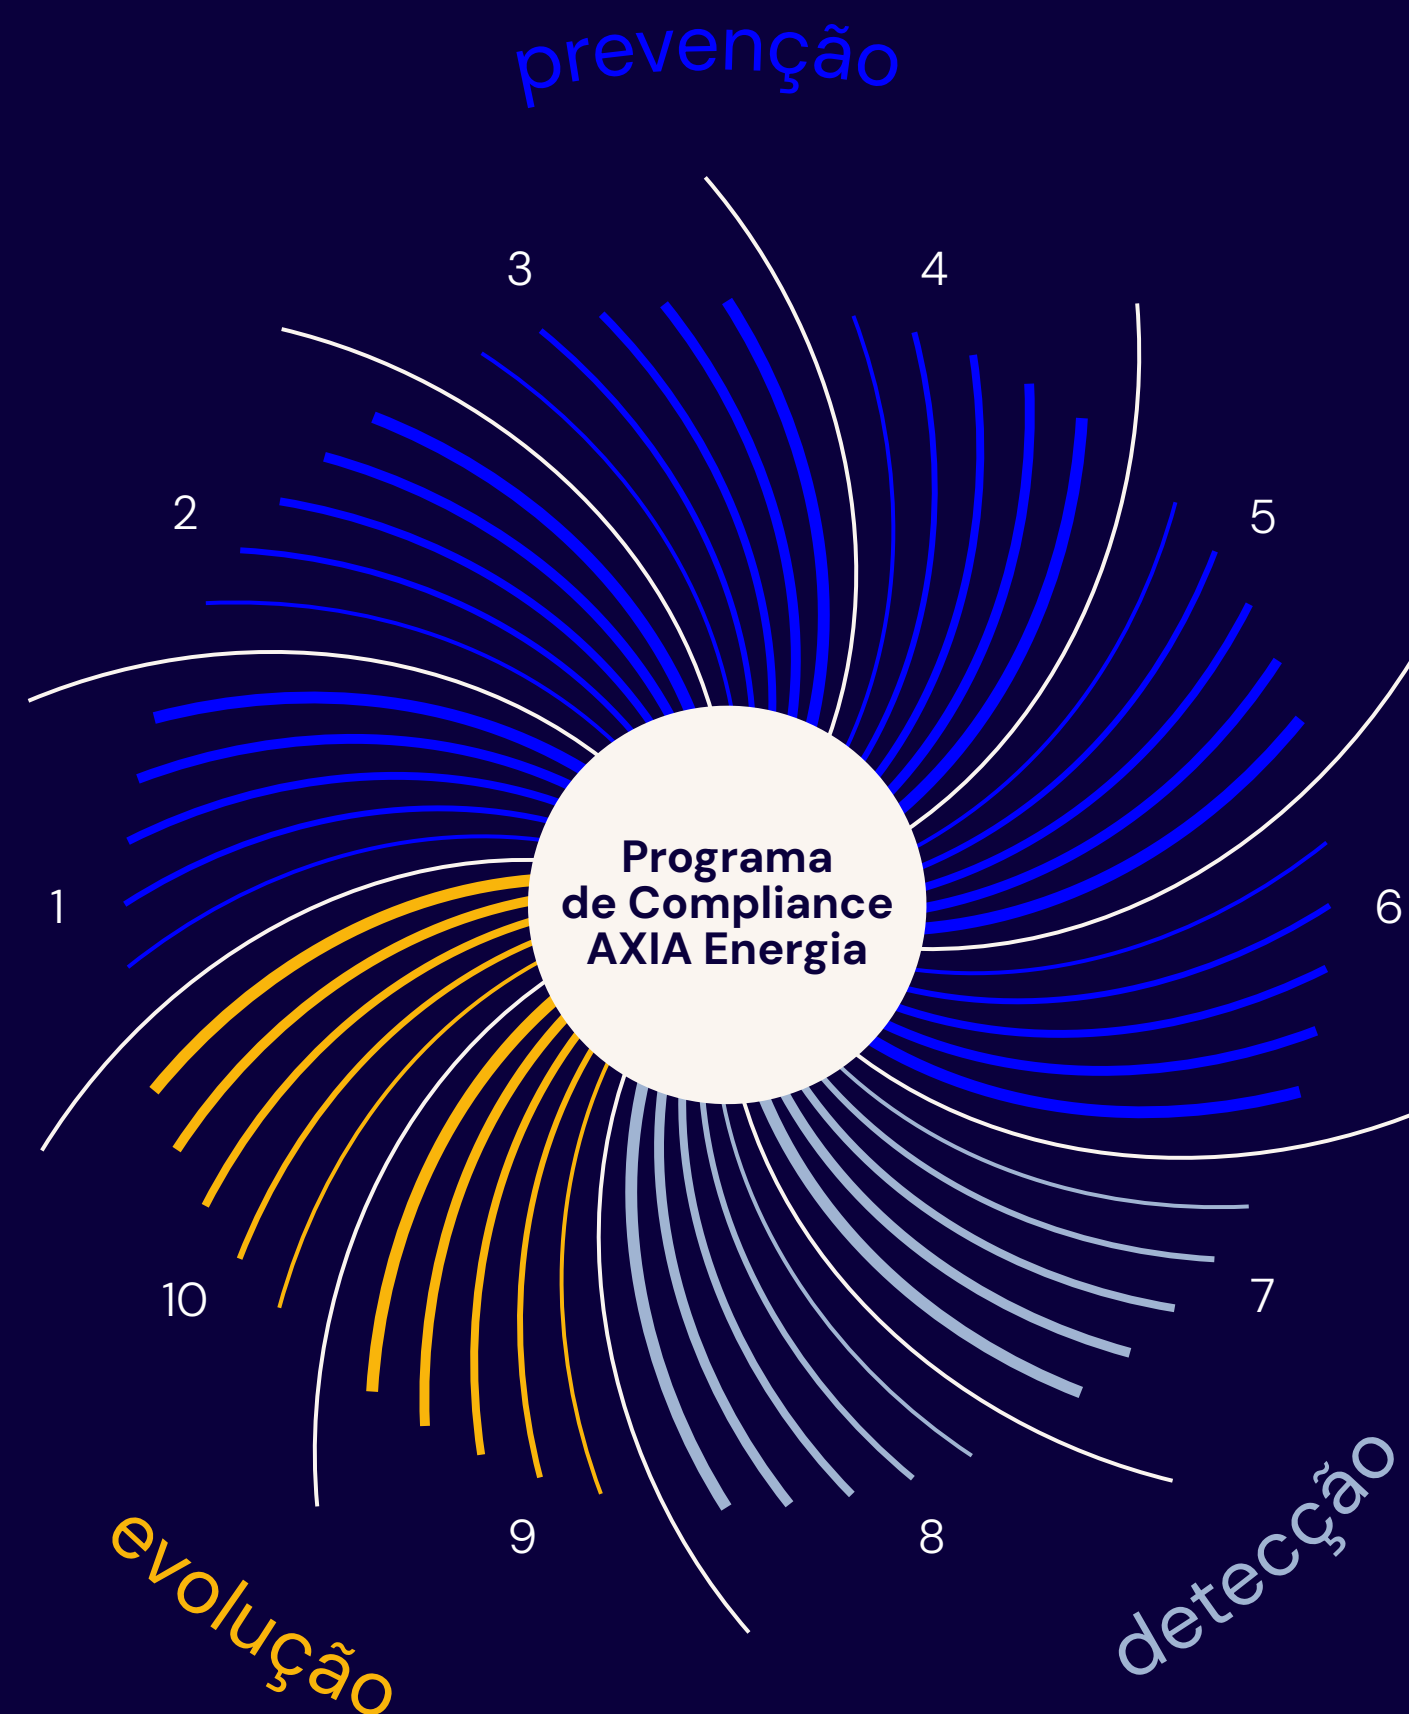 prevenção
3
4
2
5
Programa
de Compliance
AXIA Energia
1
6
10
7
9
8
evolução
detecção